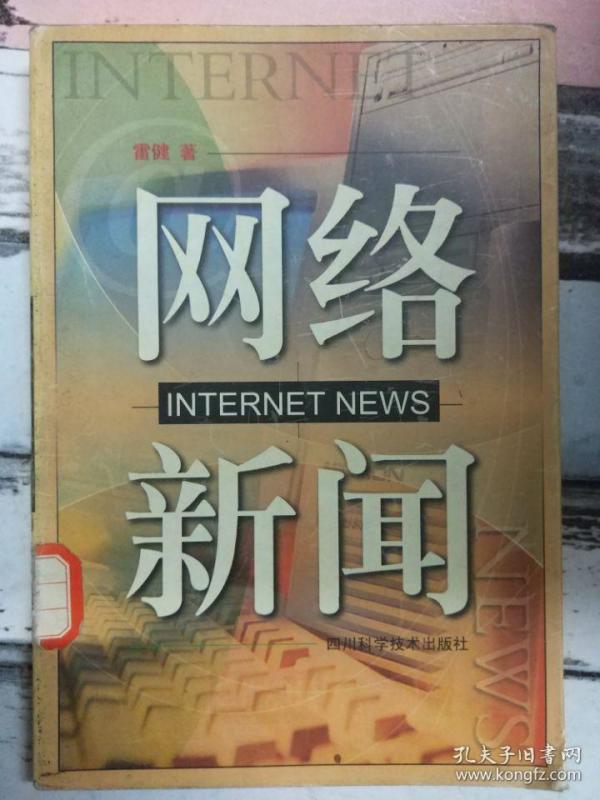 INTERNET
雷健 著
网络
INTERNET NEWS
新闻
NEWS
四川科学技术出版社
孔夫子旧书网
www.kongfz.com